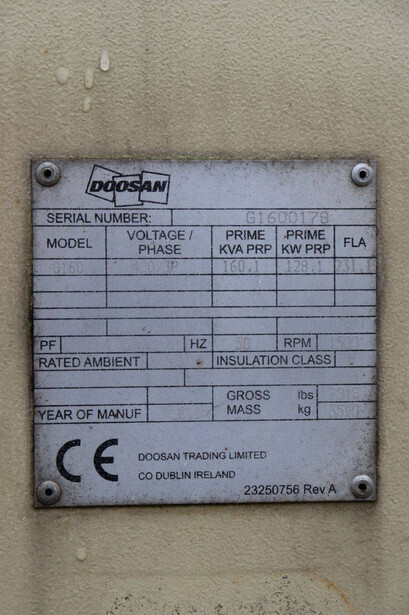 DOOSAN
SERIAL NUMBER: G1600178
MODEL VOLTAGE / PHASE PRIME KVA PRP PRIME KW PRP FLA
G160 160.1 128.1
PF HZ 50 RPM 1500
RATED AMBIENT INSULATION CLASS
GROSS MASS lbs
YEAR OF MANUF kg
CE
DOOSAN TRADING LIMITED
CO DUBLIN IRELAND
23250756 Rev A